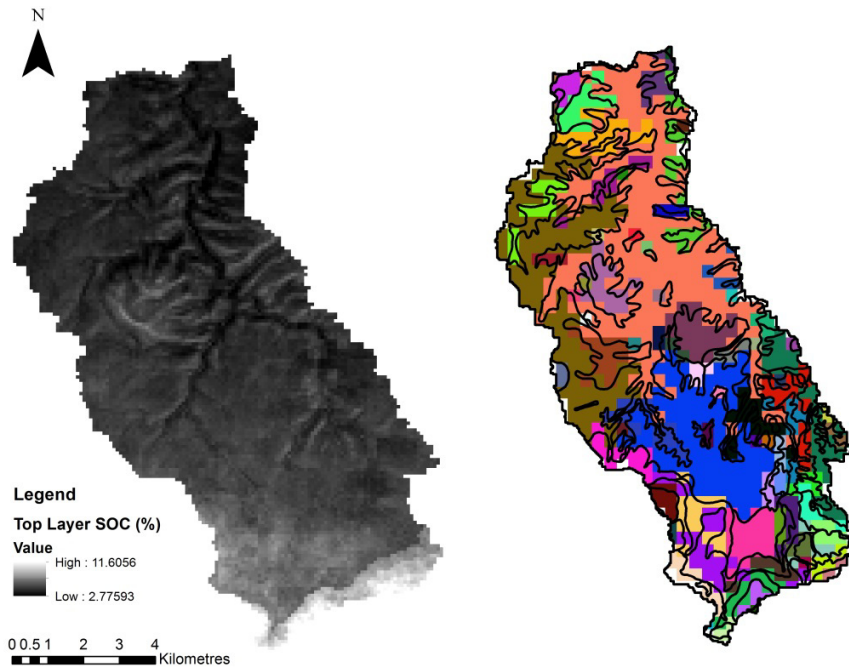 N
Legend
Top Layer SOC (%)
Value
High : 11.6056
Low : 2.77593
0 0.5 1 2 3 4
Kilometres